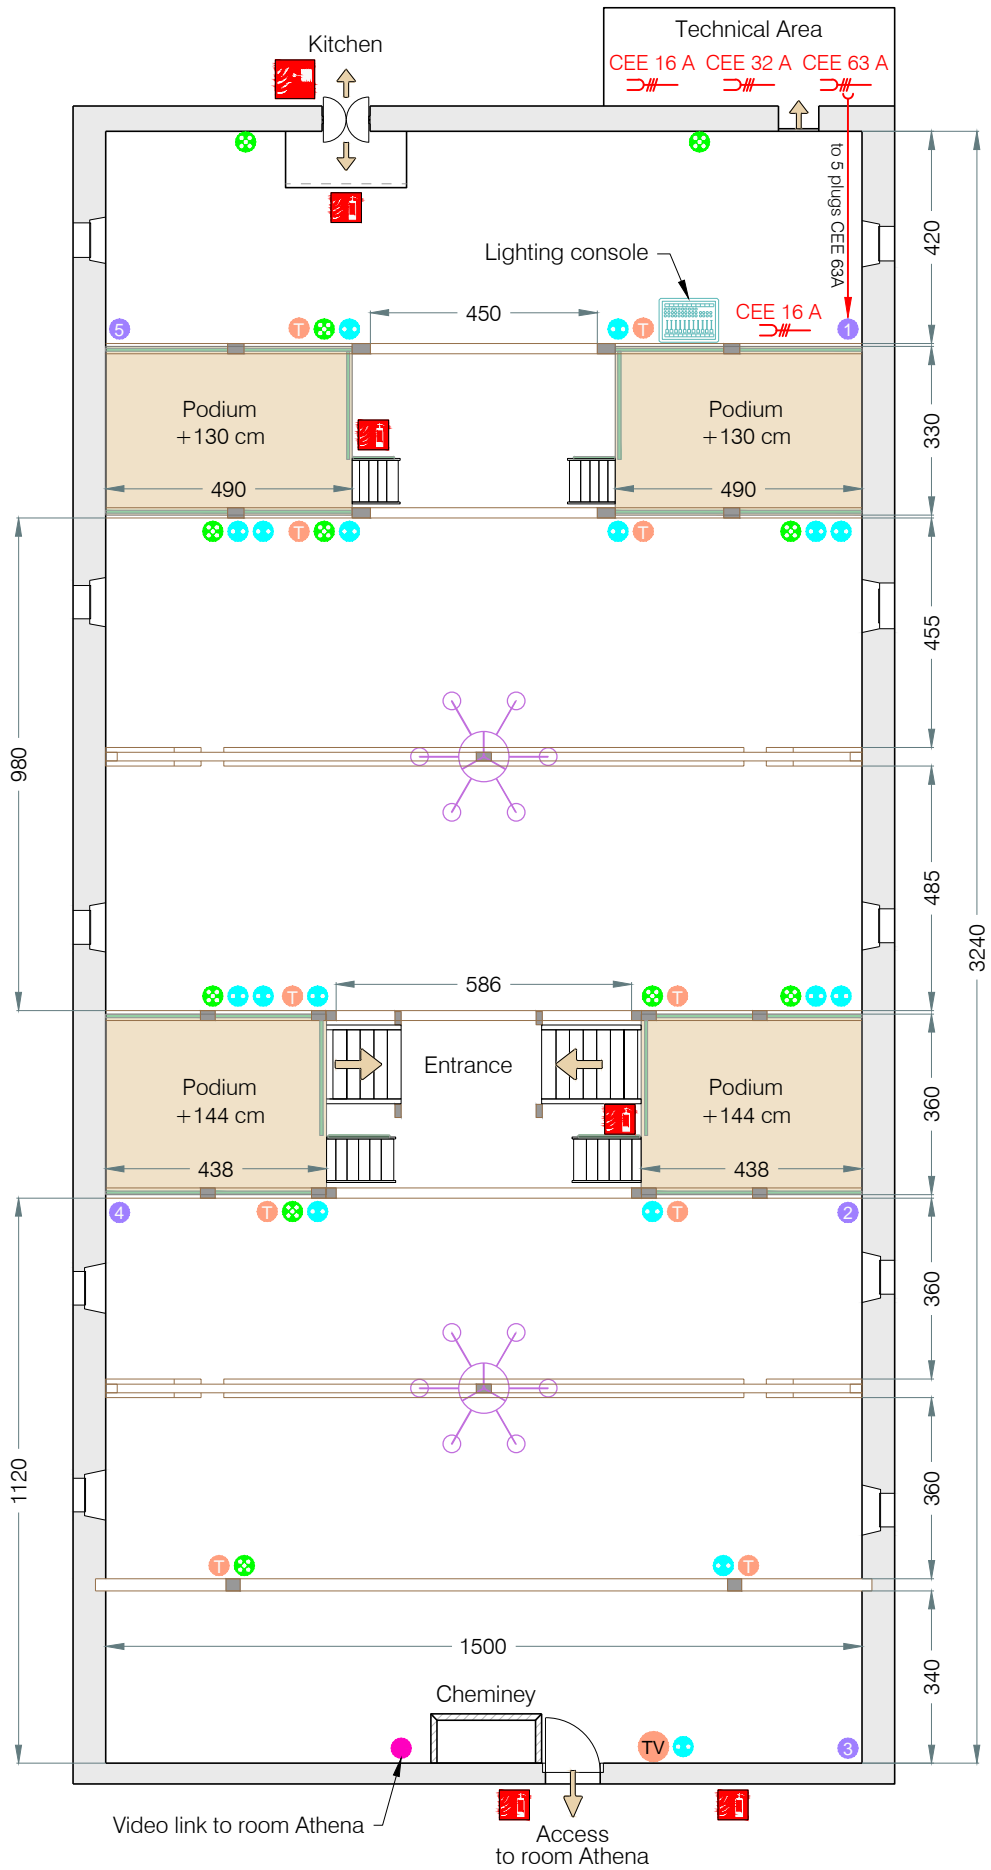 Technical Area
Kitchen
CEE 16 A
CEE 32 A
CEE 63 A
to 5 plugs CEE 63A
420
Lighting console
450
CEE 16 A
5
T
T
1
Podium
+130 cm
Podium
+130 cm
330
490
490
T
T
455
980
485
3240
586
T
T
Entrance
Podium
+144 cm
Podium
+144 cm
360
438
438
4
T
T
2
360
1120
360
T
T
1500
340
Cheminey
TV
3
Video link to room Athena
Access
to room Athena